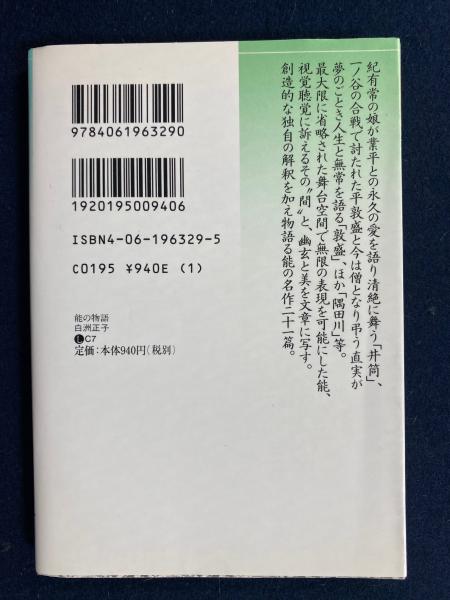 紀有常の娘が業平との永久の愛を語り清絶に舞う「井筒」、
一ノ谷の合戦で討たれた平敦盛と今は僧となり弔う直実が
夢のごとき人生と無常を語る「敦盛」、ほか「隅田川」等。
最大限に省略された舞台空間で無限の表現を可能にした能、
視覚聴覚に訴えるその〝間〟と、幽玄と美を文章に写す。
創造的な独自の解釈を加え物語る能の名作二十一篇。
9784061963290
1920195009406
ISBN4-06-196329-5
C0195 ¥940E (1)
能の物語
白洲正子
L C7
定価:本体940円(税別)